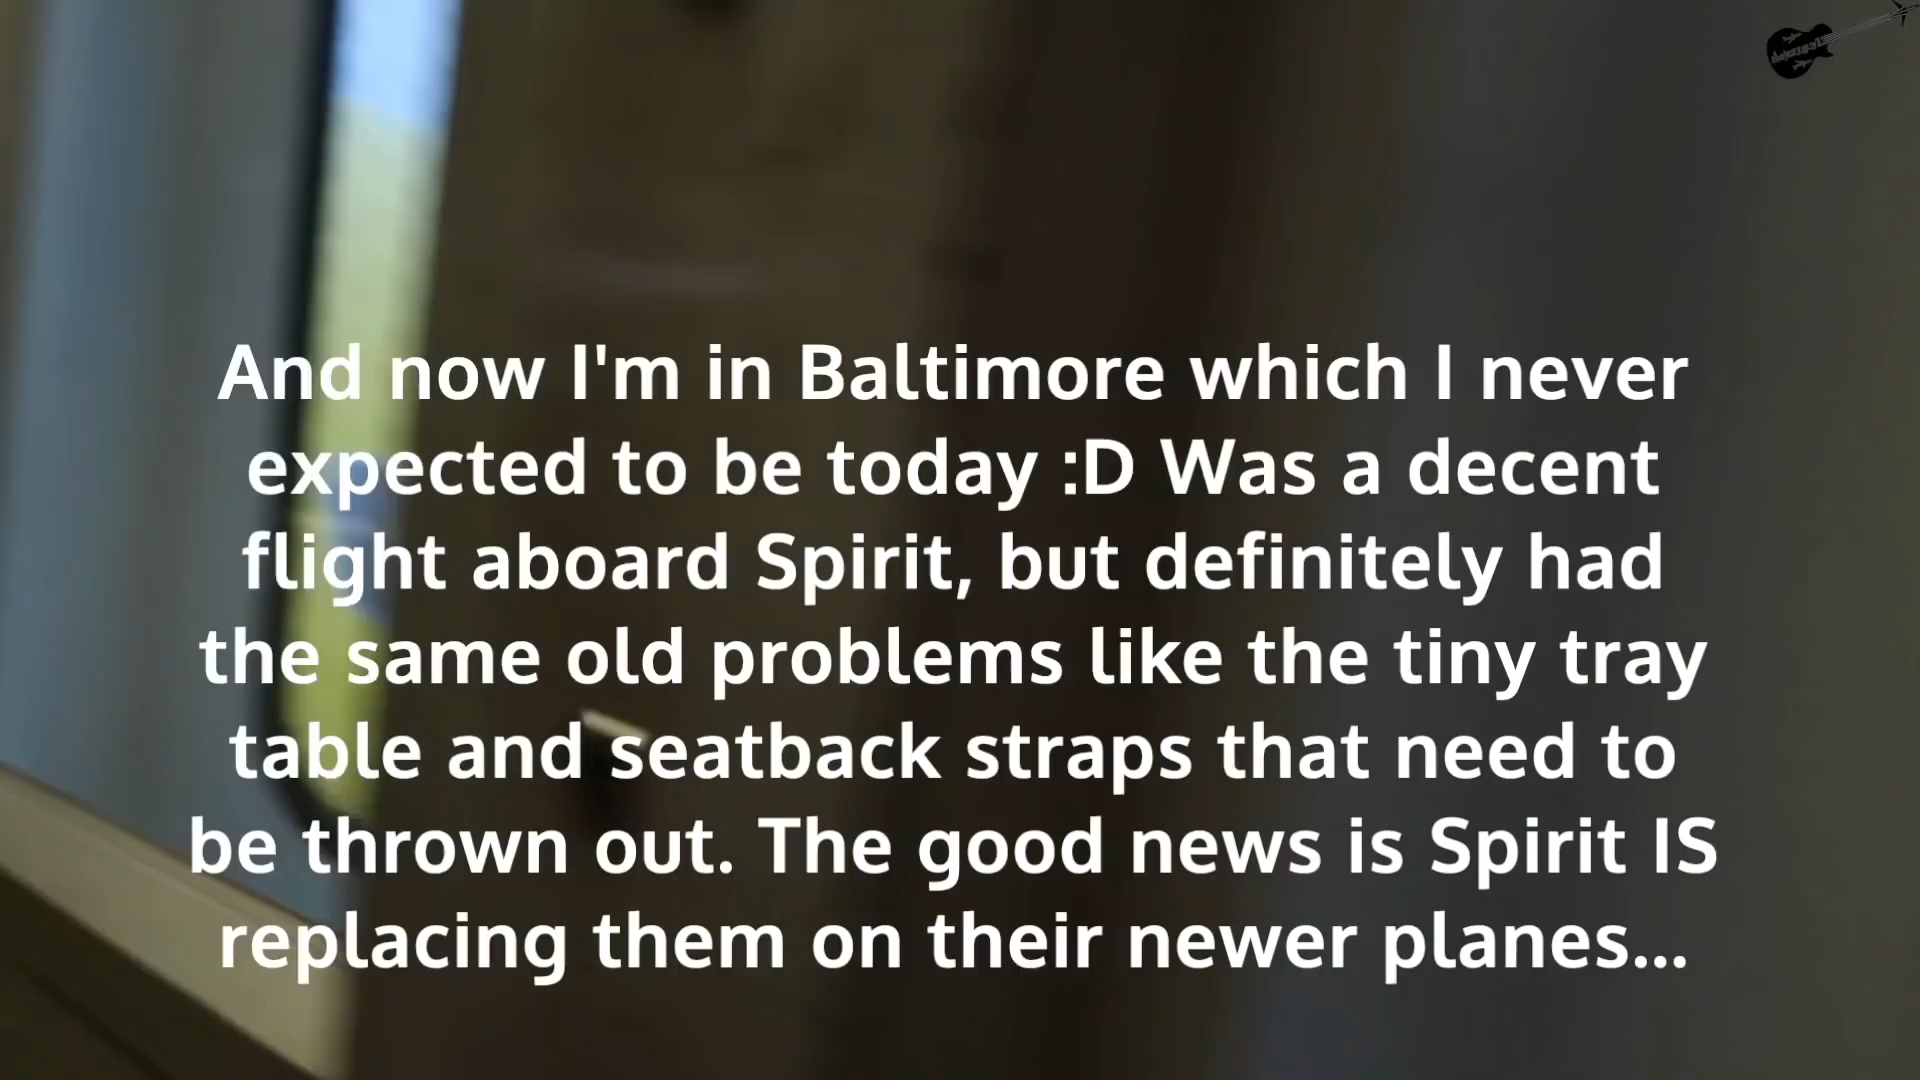 And now I'm in Baltimore which I never
expected to be today :D Was a decent
flight aboard Spirit, but definitely had
the same old problems like the tiny tray
table and seatback straps that need to
be thrown out. The good news is Spirit IS
replacing them on their newer planes...